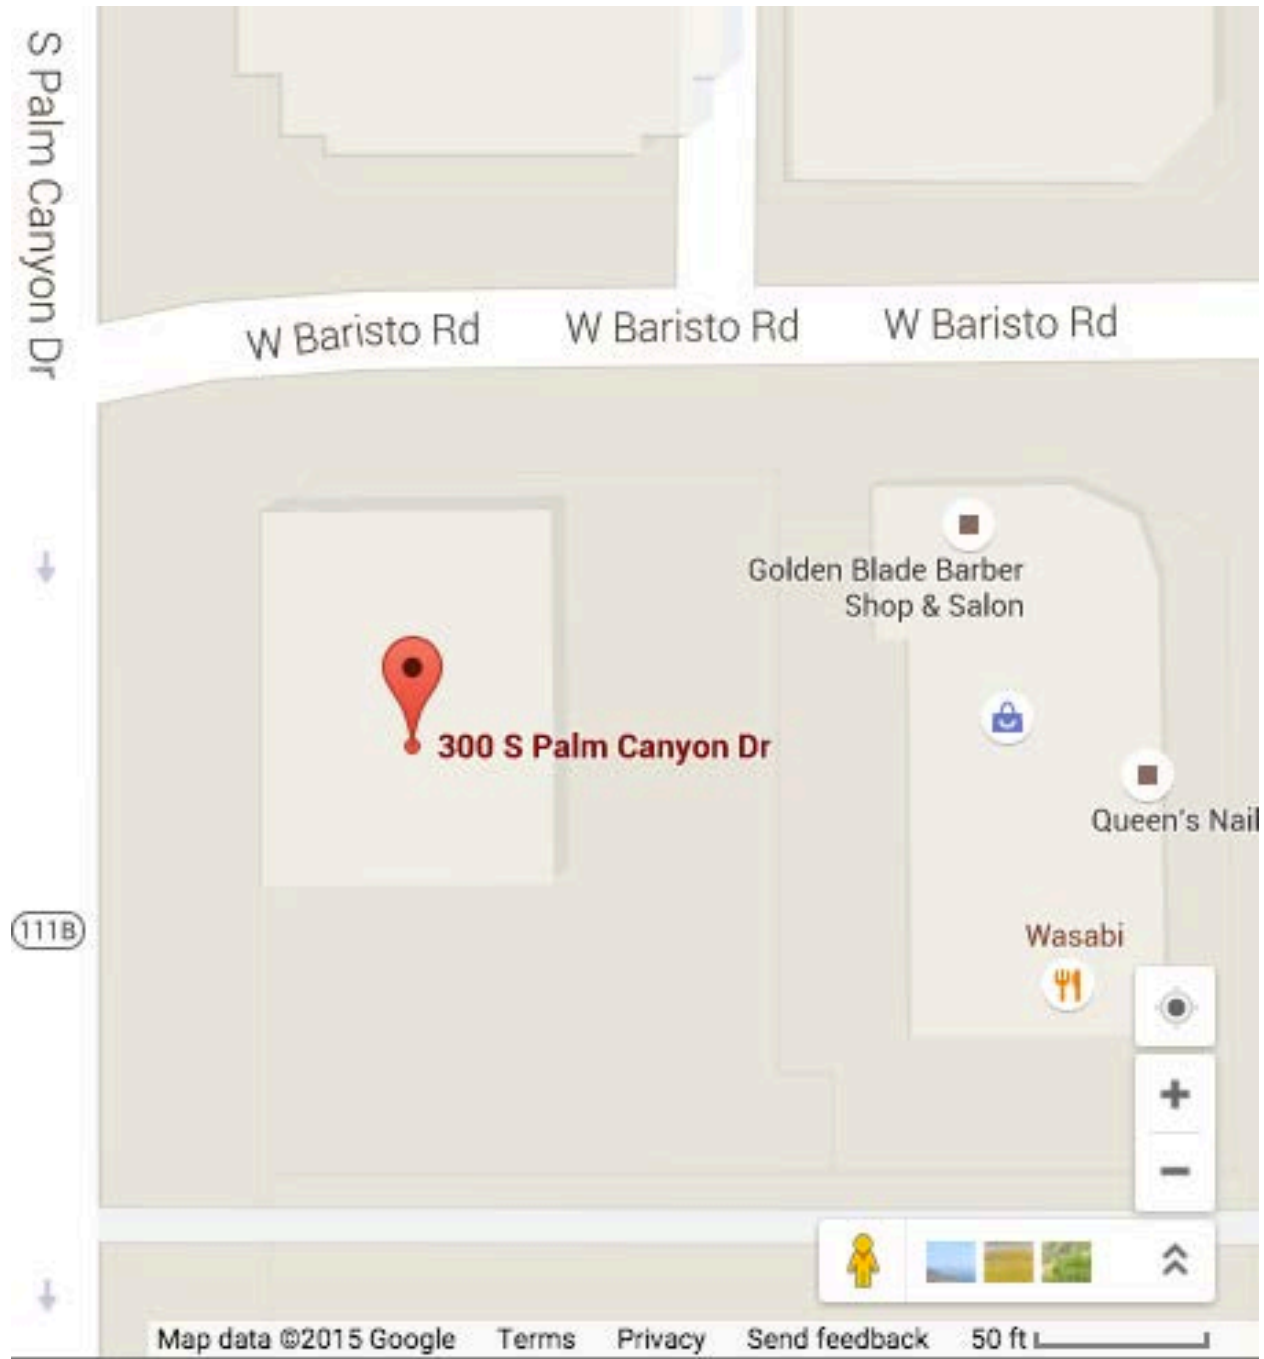 S Palm Canyon Dr
W Baristo Rd
W Baristo Rd
W Baristo Rd
Golden Blade Barber
Shop & Salon
300 S Palm Canyon Dr
Queen's Nail
111B
Wasabi
Map data ©2015 Google
Terms
Privacy
Send feedback
50 ft